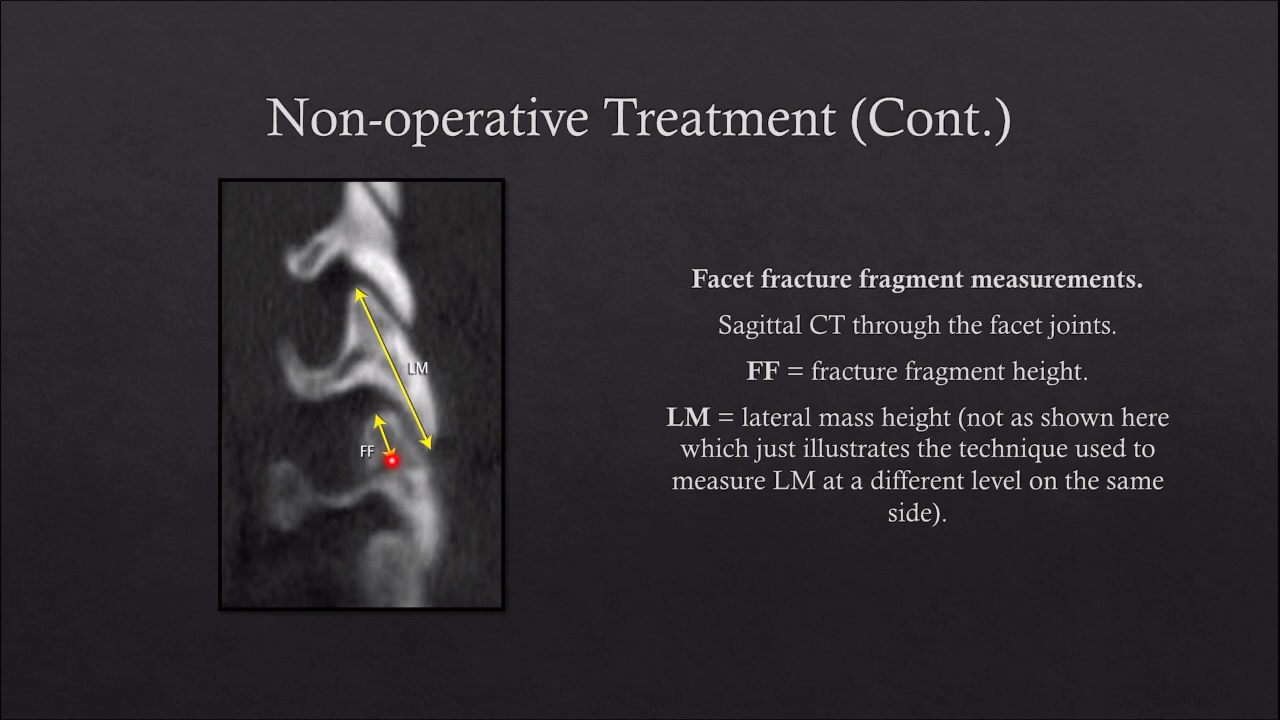 Non-operative Treatment (Cont.)
LM
FF
Facet fracture fragment measurements.
Sagittal CT through the facet joints.
FF = fracture fragment height.
LM = lateral mass height (not as shown here
which just illustrates the technique used to
measure LM at a different level on the same
side).